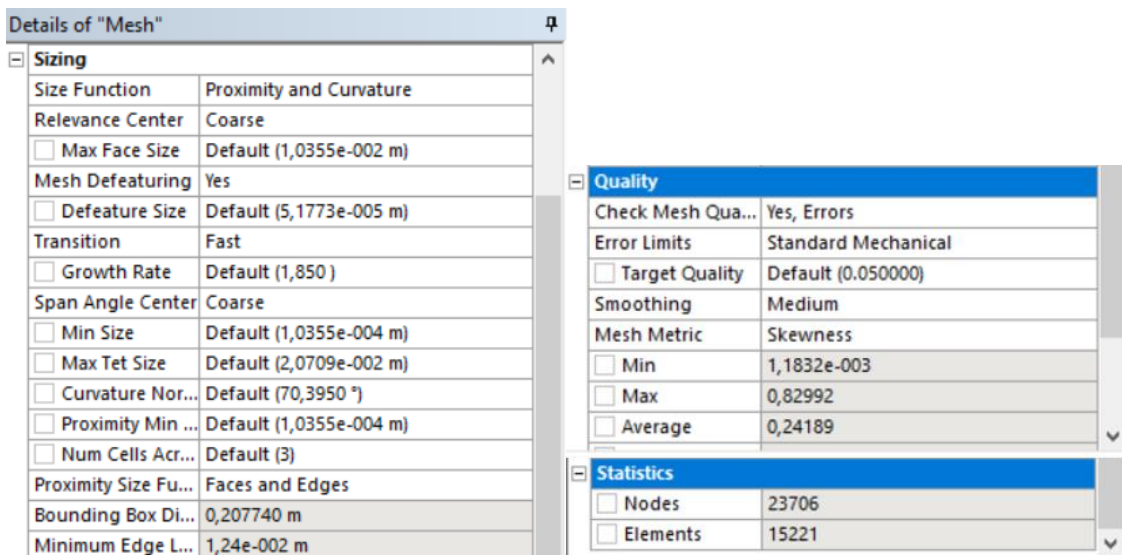 Details of "Mesh"
Sizing
Size Function Proximity and Curvature
Relevance Center Coarse
Max Face Size Default (1,0355e-002 m)
Mesh Defeaturing Yes
Defeature Size Default (5,1773e-005 m)
Transition Fast
Growth Rate Default (1,850 )
Span Angle Center Coarse
Min Size Default (1,0355e-004 m)
Max Tet Size Default (2,0709e-002 m)
Curvature Nor... Default (70,3950 °)
Proximity Min ... Default (1,0355e-004 m)
Num Cells Acr... Default (3)
Proximity Size Fu... Faces and Edges
Bounding Box Di... 0,207740 m
Minimum Edge L... 1,24e-002 m
Quality
Check Mesh Qua... Yes, Errors
Error Limits Standard Mechanical
Target Quality Default (0.050000)
Smoothing Medium
Mesh Metric Skewness
Min 1,1832e-003
Max 0,82992
Average 0,24189
Statistics
Nodes 23706
Elements 15221